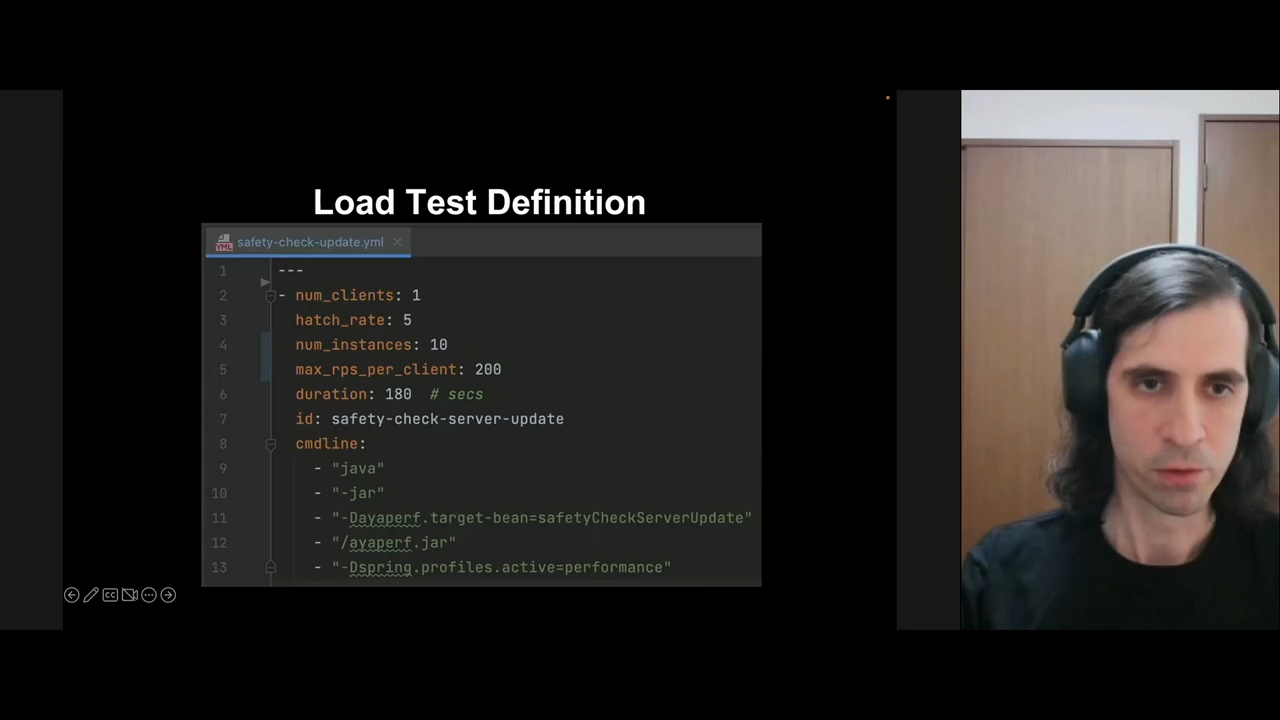 Load Test Definition
YML safety-check-update.yml
1 ---
2 - num_clients: 1
3 hatch_rate: 5
4 num_instances: 10
5 max_rps_per_client: 200
6 duration: 180 # secs
7 id: safety-check-server-update
8 cmdline:
9 - "java"
10 - "-jar"
11 - "-Dayaperf.target-bean=safetyCheckServerUpdate"
12 - "/ayaperf.jar"
13 - "-Dspring.profiles.active=performance"
CC